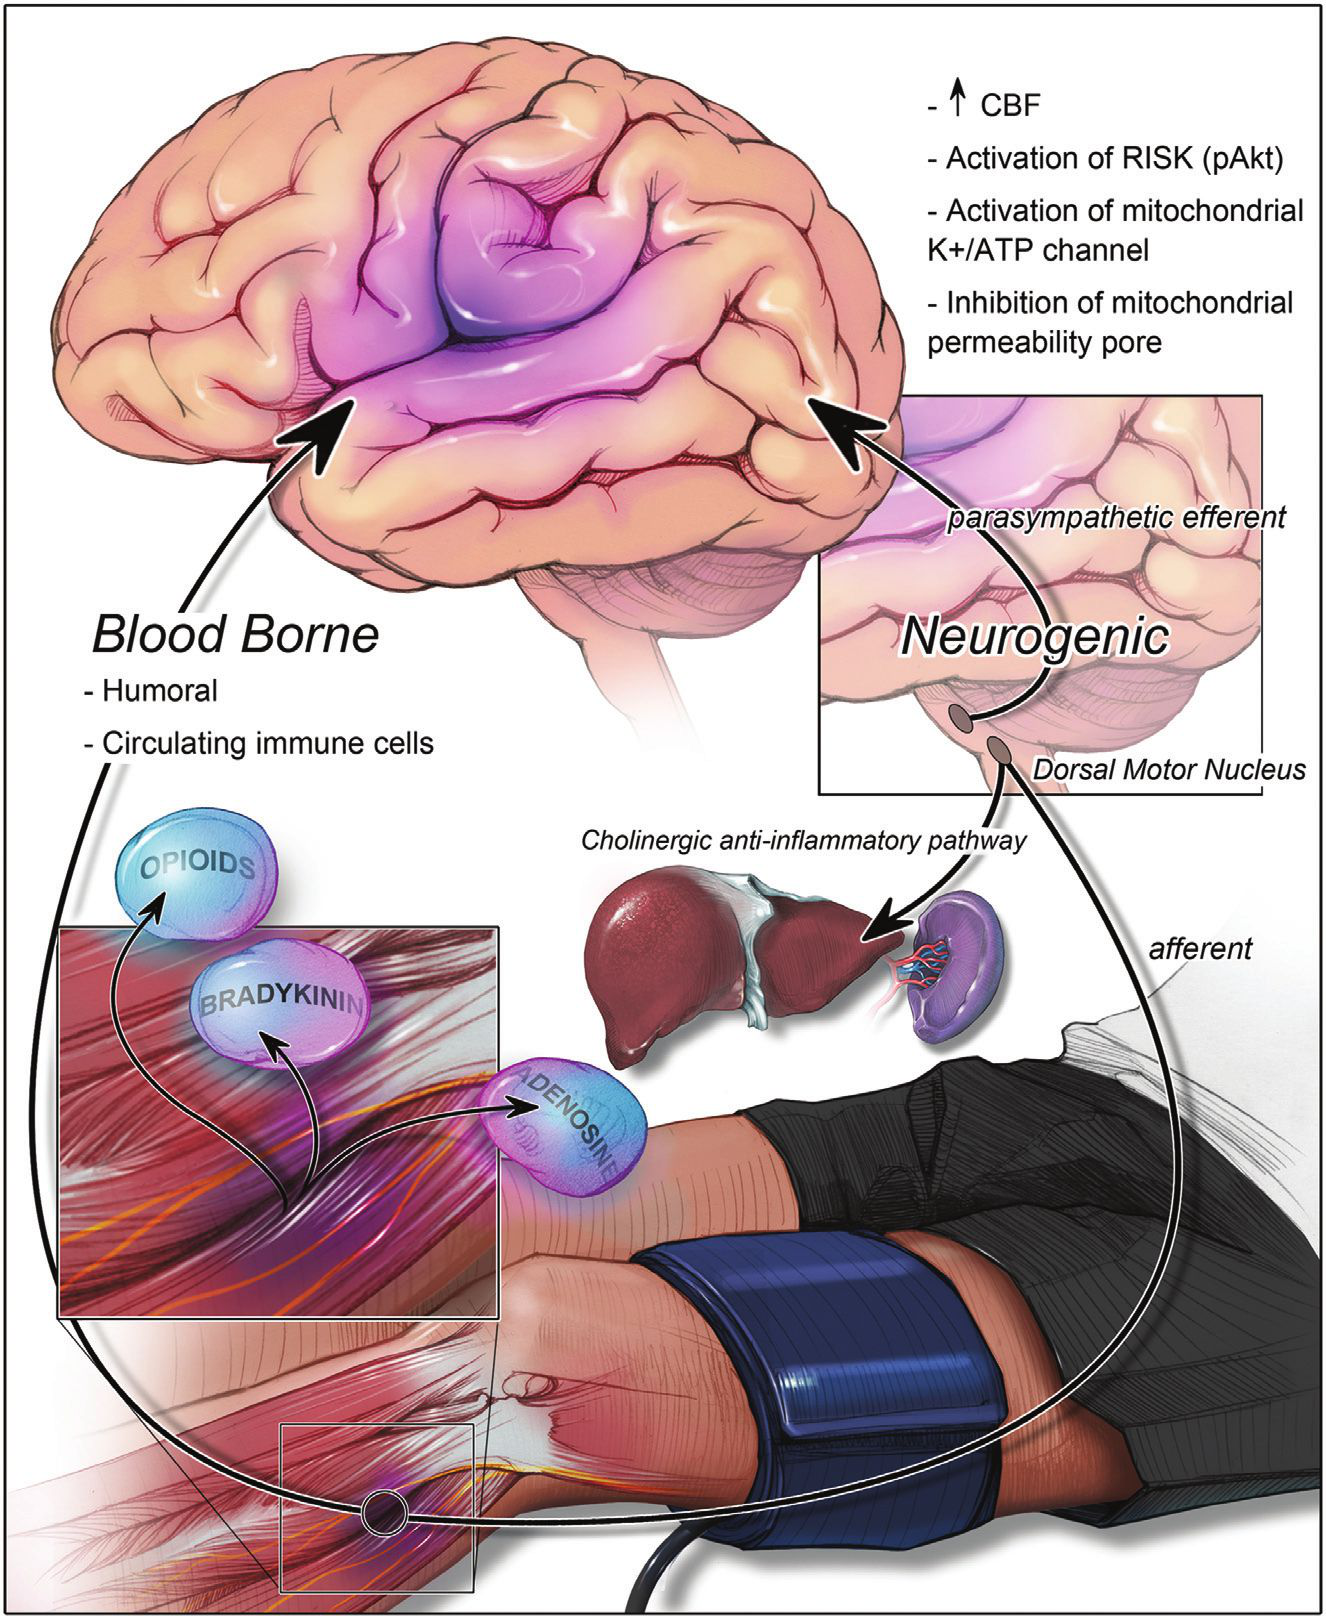 - ↑ CBF
- Activation of RISK (pAkt)
- Activation of mitochondrial
K+/ATP channel
- Inhibition of mitochondrial
permeability pore
parasympathetic efferent
Blood Borne
- Humoral
- Circulating immune cells
Neurogenic
Dorsal Motor Nucleus
Cholinergic anti-inflammatory pathway
afferent
OPIOIDS
BRADYKININ
ADENOSINE